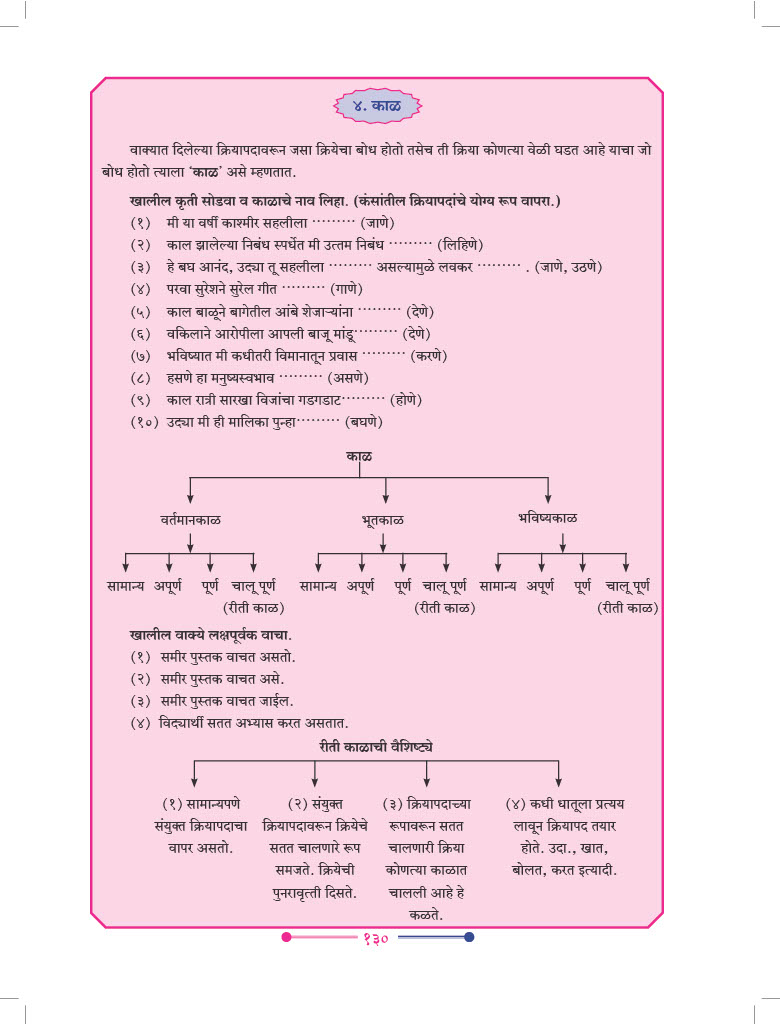 ४. काळ
वाक्यात दिलेल्या क्रियापदावरून जसा क्रियेचा बोध होतो तसेच ती क्रिया कोणत्या वेळी घडत आहे याचा जो
बोध होतो त्याला ‘काळ’ असे म्हणतात.
खालील कृती सोडवा व काळाचे नाव लिहा. (कंसांतील क्रियापदांचे योग्य रूप वापरा.)
(१) मी या वर्षी काश्मीर सहलीला ········· (जाणे)
(२) काल झालेल्या निबंध स्पर्धेत मी उत्तम निबंध ········· (लिहिणे)
(३) हे बघ आनंद, उद्या तू सहलीला ········· असल्यामुळे लवकर ········· . (जाणे, उठणे)
(४) परवा सुरेशने सुरेल गीत ········· (गाणे)
(५) काल बाळूने बागेतील आंबे शेजाऱ्यांना ········· (देणे)
(६) वकिलाने आरोपीला आपली बाजू मांडू········· (देणे)
(७) भविष्यात मी कधीतरी विमानातून प्रवास ········· (करणे)
(८) हसणे हा मनुष्यस्वभाव ········· (असणे)
(९) काल रात्री सारखा विजांचा गडगडाट········· (होणे)
(१०) उद्या मी ही मालिका पुन्हा········· (बघणे)
काळ
वर्तमानकाळ भूतकाळ भविष्यकाळ
सामान्य अपूर्ण पूर्ण चालू पूर्ण सामान्य अपूर्ण पूर्ण चालू पूर्ण सामान्य अपूर्ण पूर्ण चालू पूर्ण
(रीती काळ) (रीती काळ) (रीती काळ)
खालील वाक्ये लक्षपूर्वक वाचा.
(१) समीर पुस्तक वाचत असतो.
(२) समीर पुस्तक वाचत असे.
(३) समीर पुस्तक वाचत जाईल.
(४) विद्यार्थी सतत अभ्यास करत असतात.
रीती काळाची वैशिष्ट्ये
(१) सामान्यपणे
संयुक्त क्रियापदाचा
वापर असतो.
(२) संयुक्त
क्रियापदावरून क्रियेचे
सतत चालणारे रूप
समजते. क्रियेची
पुनरावृत्ती दिसते.
(३) क्रियापदाच्या
रूपावरून सतत
चालणारी क्रिया
कोणत्या काळात
चालली आहे हे
कळते.
(४) कधी धातूला प्रत्यय
लावून क्रियापद तयार
होते. उदा., खात,
बोलत, करत इत्यादी.
१३०